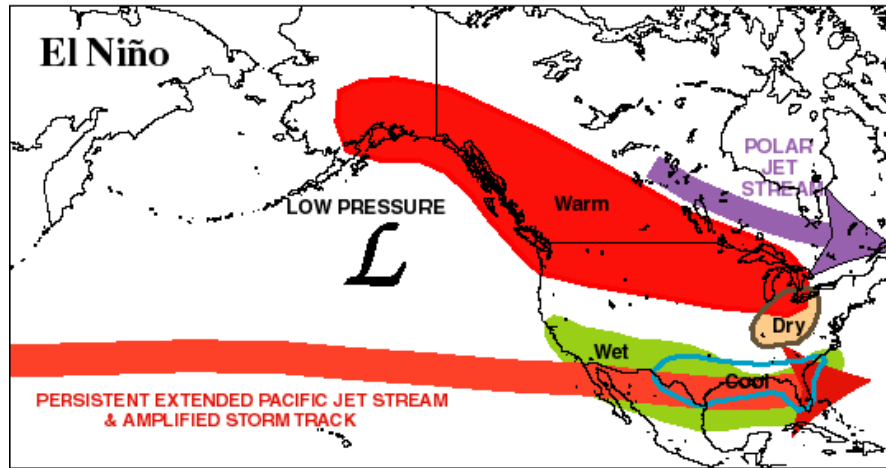 El Niño
POLAR
JET
STREAM
Warm
LOW PRESSURE
L
Dry
Wet
Cool
PERSISTENT EXTENDED PACIFIC JET STREAM
& AMPLIFIED STORM TRACK